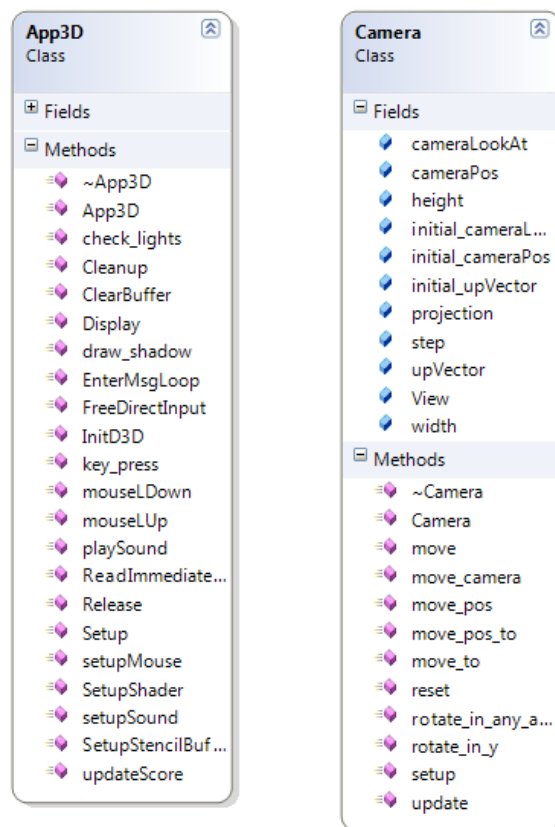 App3D
Class
Fields
Methods
~App3D
App3D
check_lights
Cleanup
ClearBuffer
Display
draw_shadow
EnterMsgLoop
FreeDirectInput
InitD3D
key_press
mouseLDown
mouseLUp
playSound
ReadImmediate...
Release
Setup
setupMouse
SetupShader
setupSound
SetupStencilBuf...
updateScore
Camera
Class
Fields
cameraLookAt
cameraPos
height
initial_cameraL...
initial_cameraPos
initial_upVector
projection
step
upVector
View
width
Methods
~Camera
Camera
move
move_camera
move_pos
move_pos_to
move_to
reset
rotate_in_any_a...
rotate_in_y
setup
update